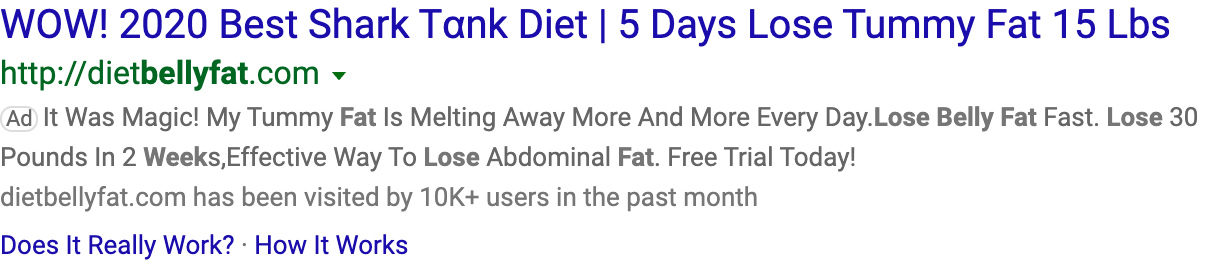 WOW! 2020 Best Shark Tɑnk Diet | 5 Days Lose Tummy Fat 15 Lbs
http://dietbellyfat.com
Ad It Was Magic! My Tummy Fat Is Melting Away More And More Every Day.Lose Belly Fat Fast. Lose 30
Pounds In 2 Weeks,Effective Way To Lose Abdominal Fat. Free Trial Today!
dietbellyfat.com has been visited by 10K+ users in the past month
Does It Really Work? · How It Works